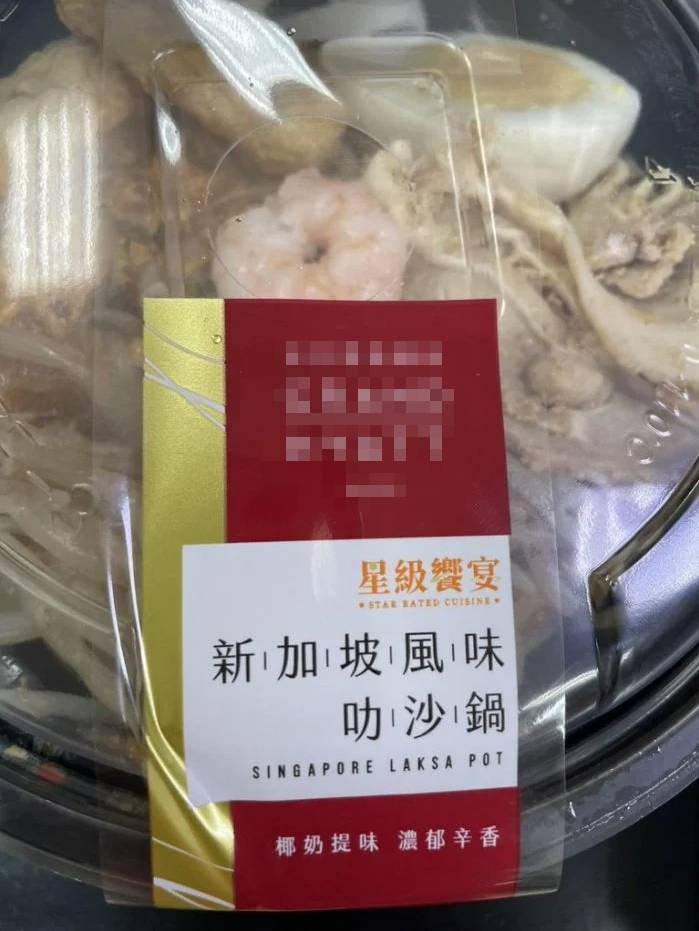 星級饗宴
STAR RATED CUISINE
新加坡風味
叻沙鍋
SINGAPORE LAKSA POT
椰奶提味 濃郁辛香